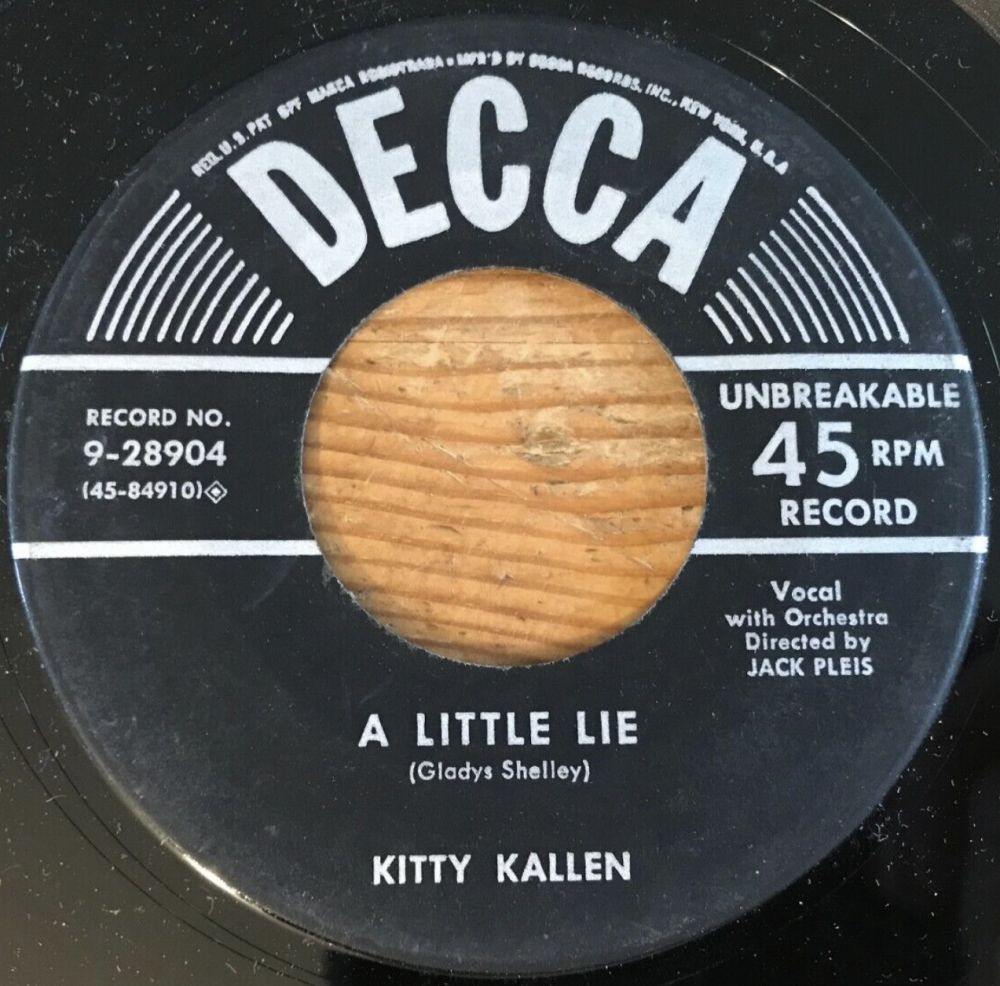 REG. U.S. PAT OFF MARCA REGISTRADA • MF'D BY DECCA RECORDS, INC., NEW YORK, U.S.A
DECCA
RECORD NO.
9-28904
(45-84910)
UNBREAKABLE
45 RPM
RECORD
Vocal
with Orchestra
Directed by
JACK PLEIS
A LITTLE LIE
(Gladys Shelley)
KITTY KALLEN